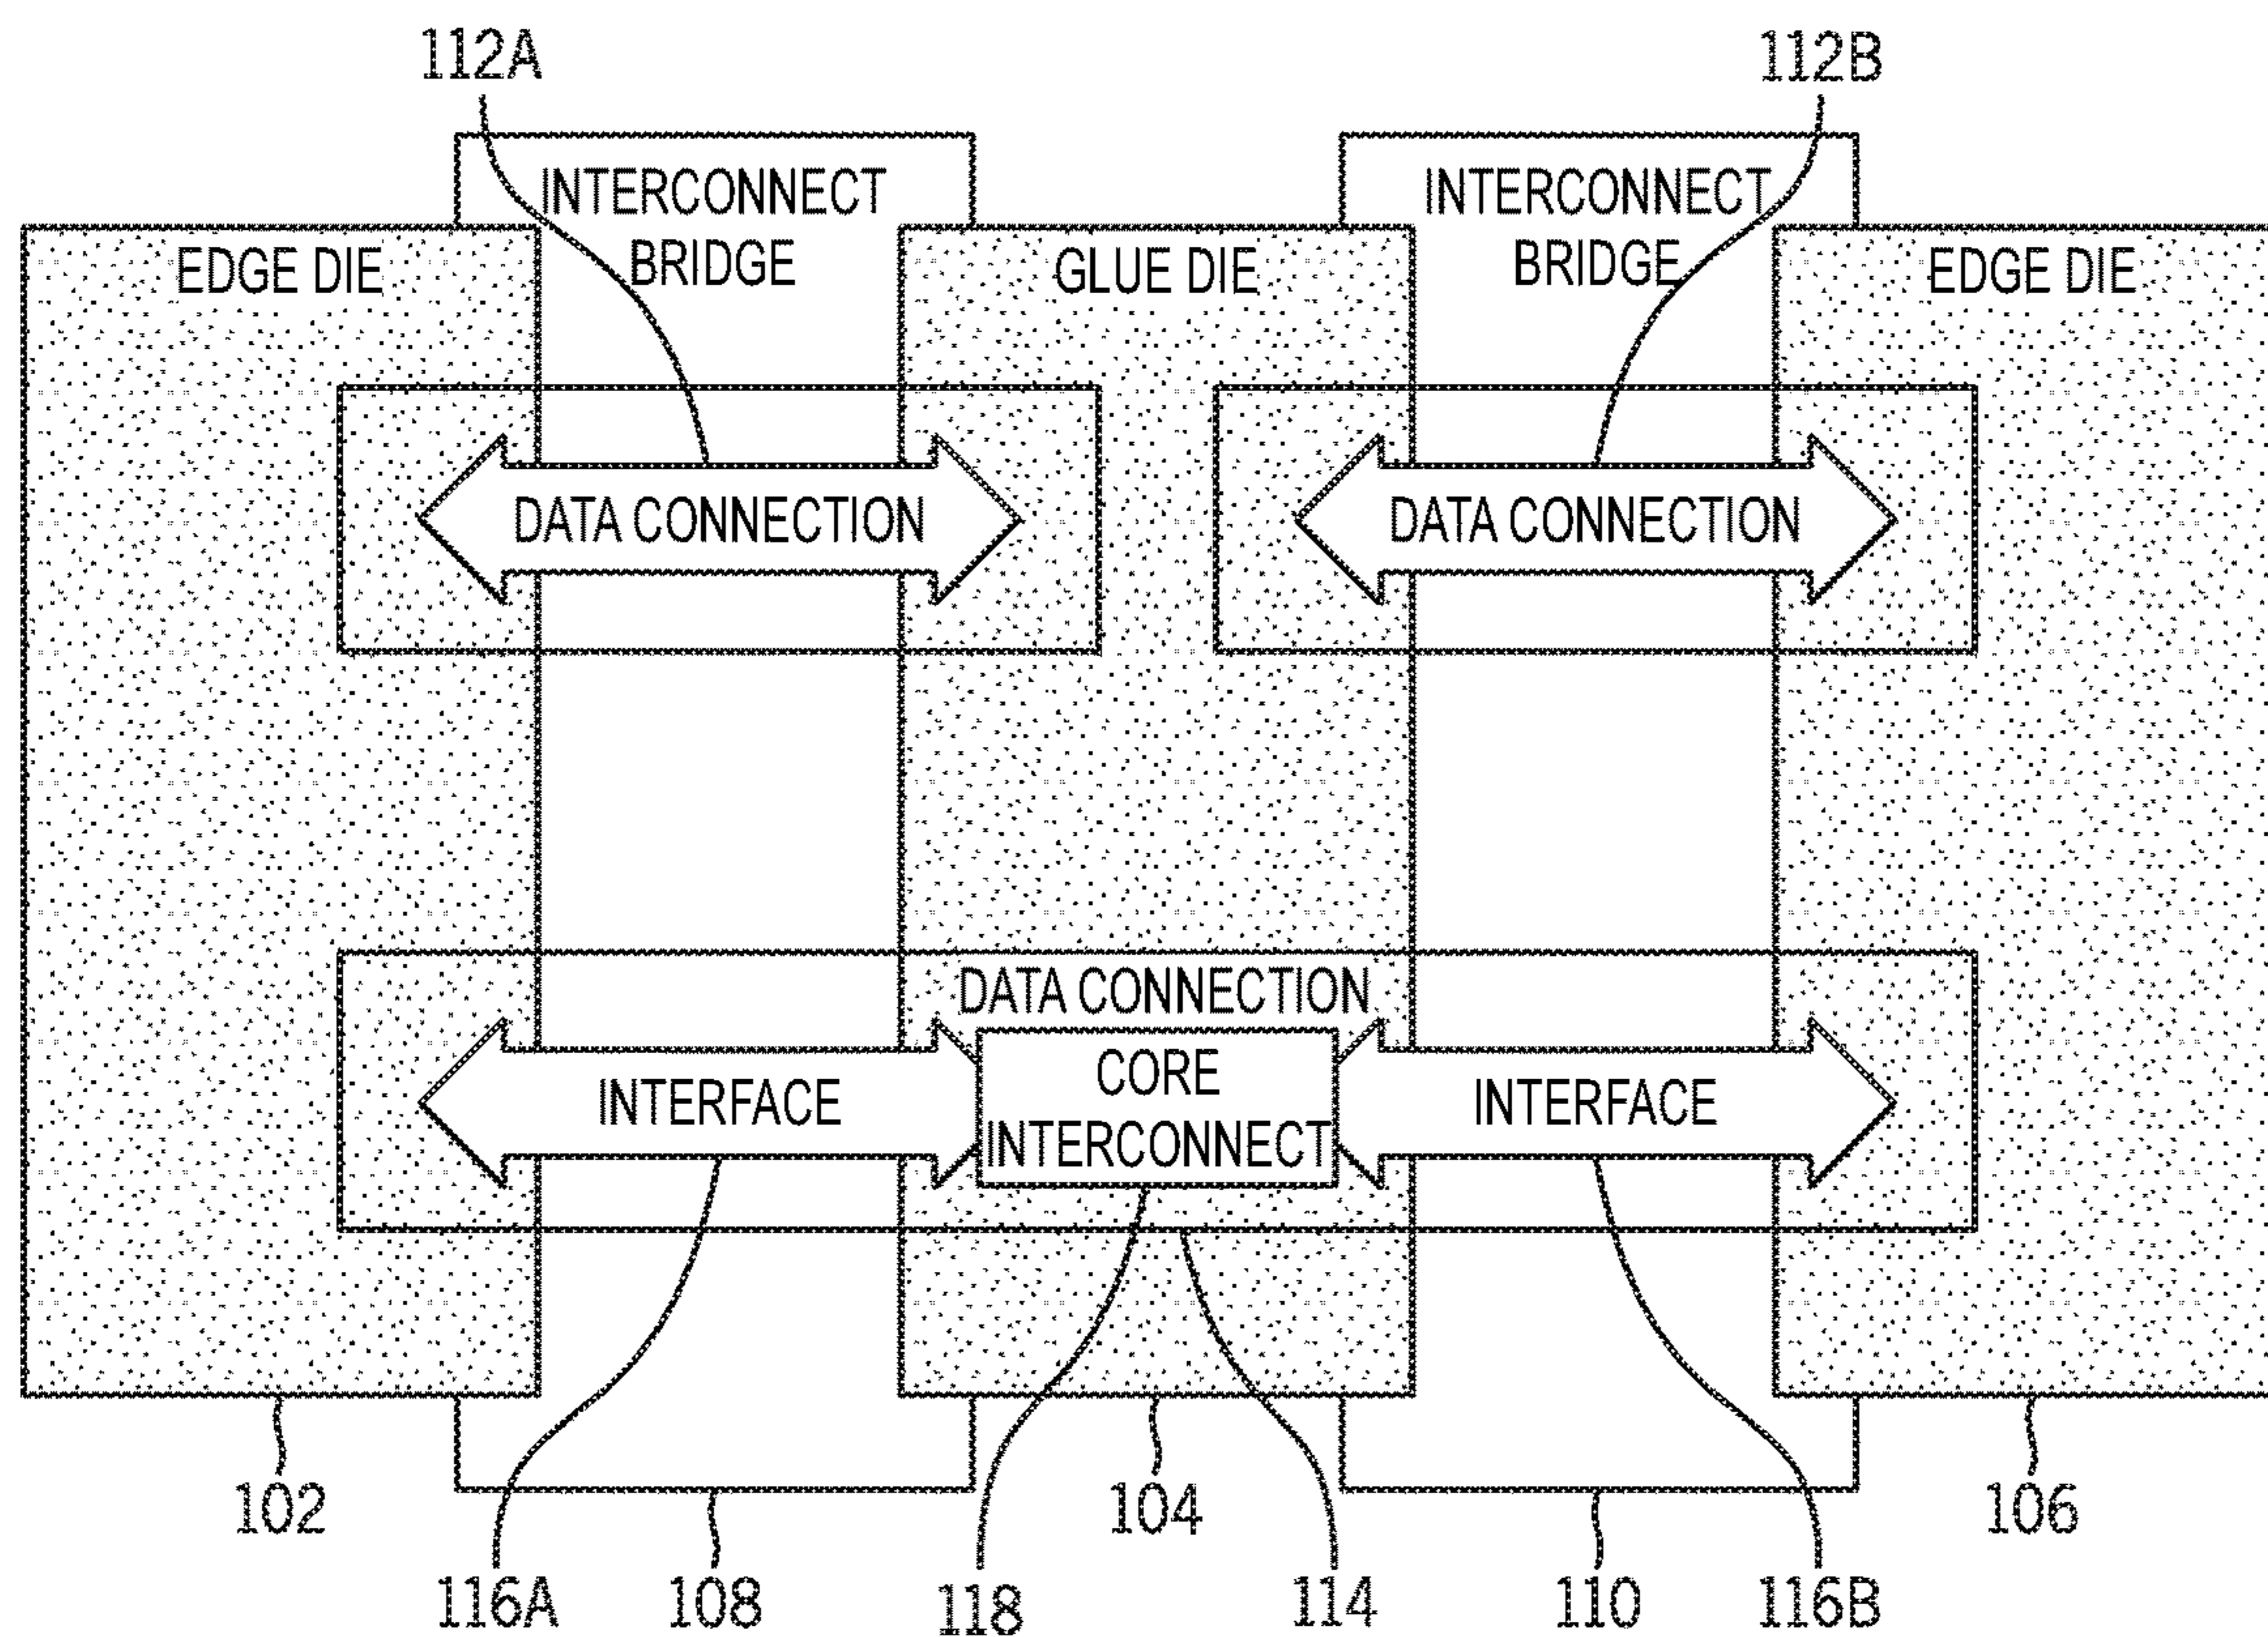 112A
112B
INTERCONNECT
BRIDGE
INTERCONNECT
BRIDGE
EDGE DIE
GLUE DIE
EDGE DIE
DATA CONNECTION
DATA CONNECTION
DATA CONNECTION
INTERFACE
CORE
INTERCONNECT
INTERFACE
102
104
106
116A
108
118
114
110
116B